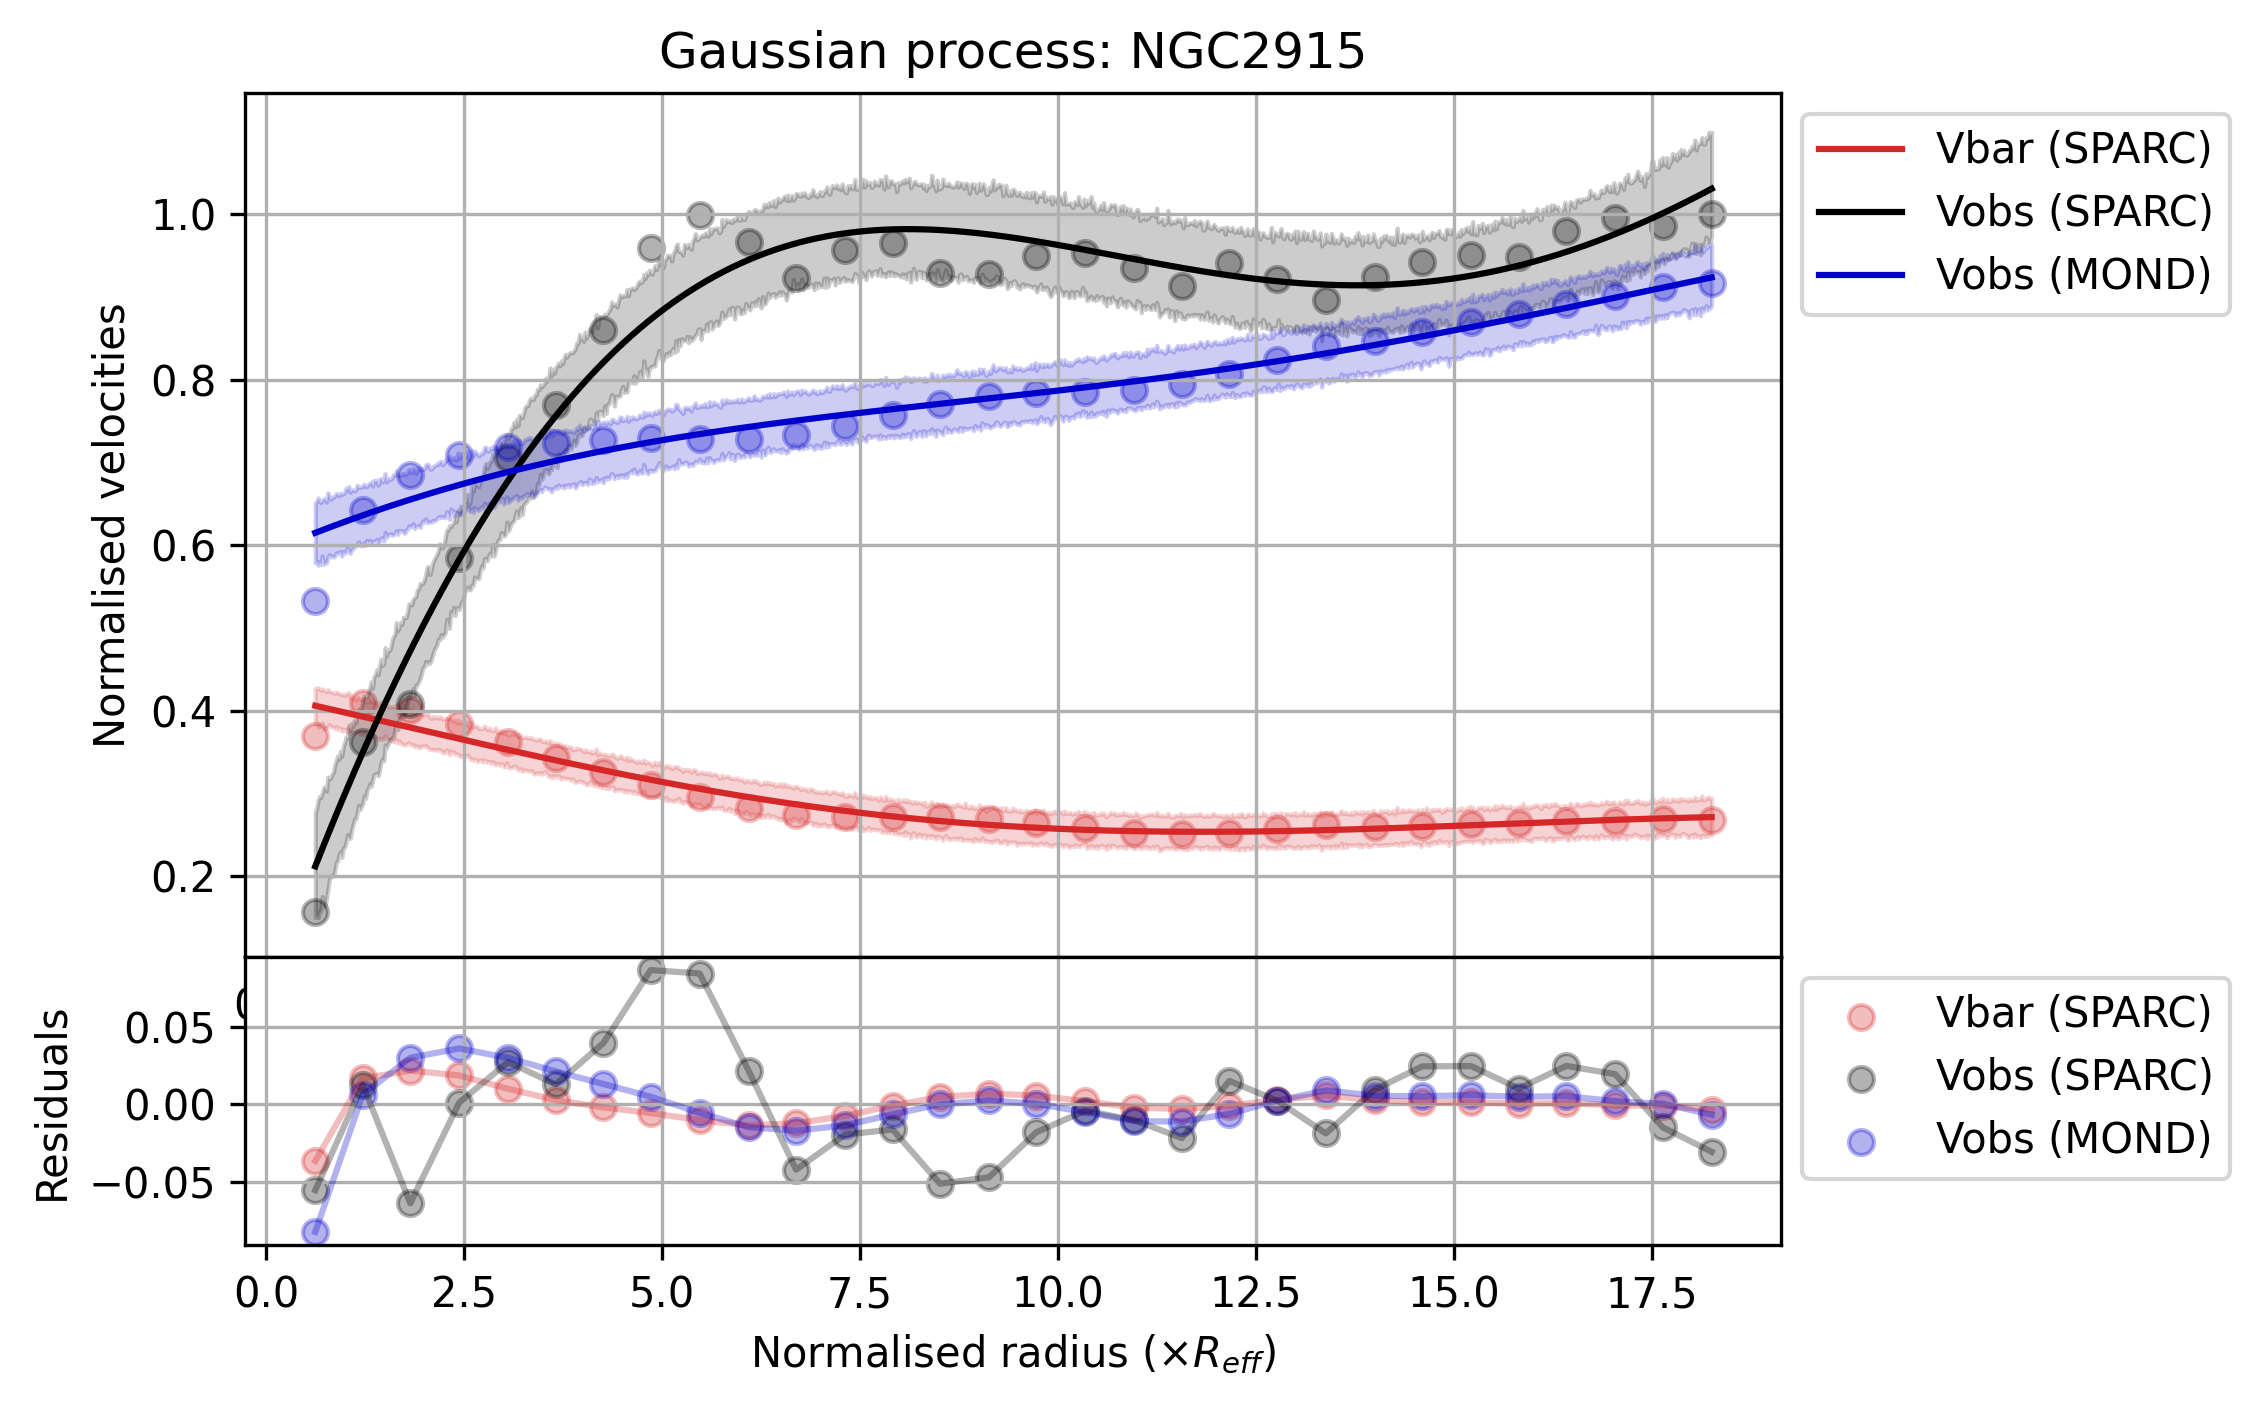 Gaussian process: NGC2915
Normalised velocities
1.0
0.8
0.6
0.4
0.2
Vbar (SPARC)
Vobs (SPARC)
Vobs (MOND)
Residuals
0.05
0.00
−0.05
Vbar (SPARC)
Vobs (SPARC)
Vobs (MOND)
0.0 2.5 5.0 7.5 10.0 12.5 15.0 17.5
Normalised radius (×R_eff)